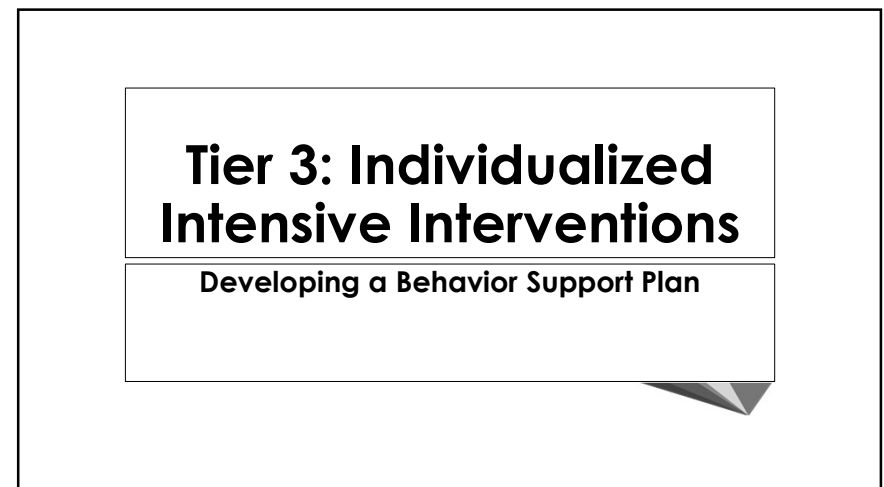 Tier 3: Individualized
Intensive Interventions
Developing a Behavior Support Plan